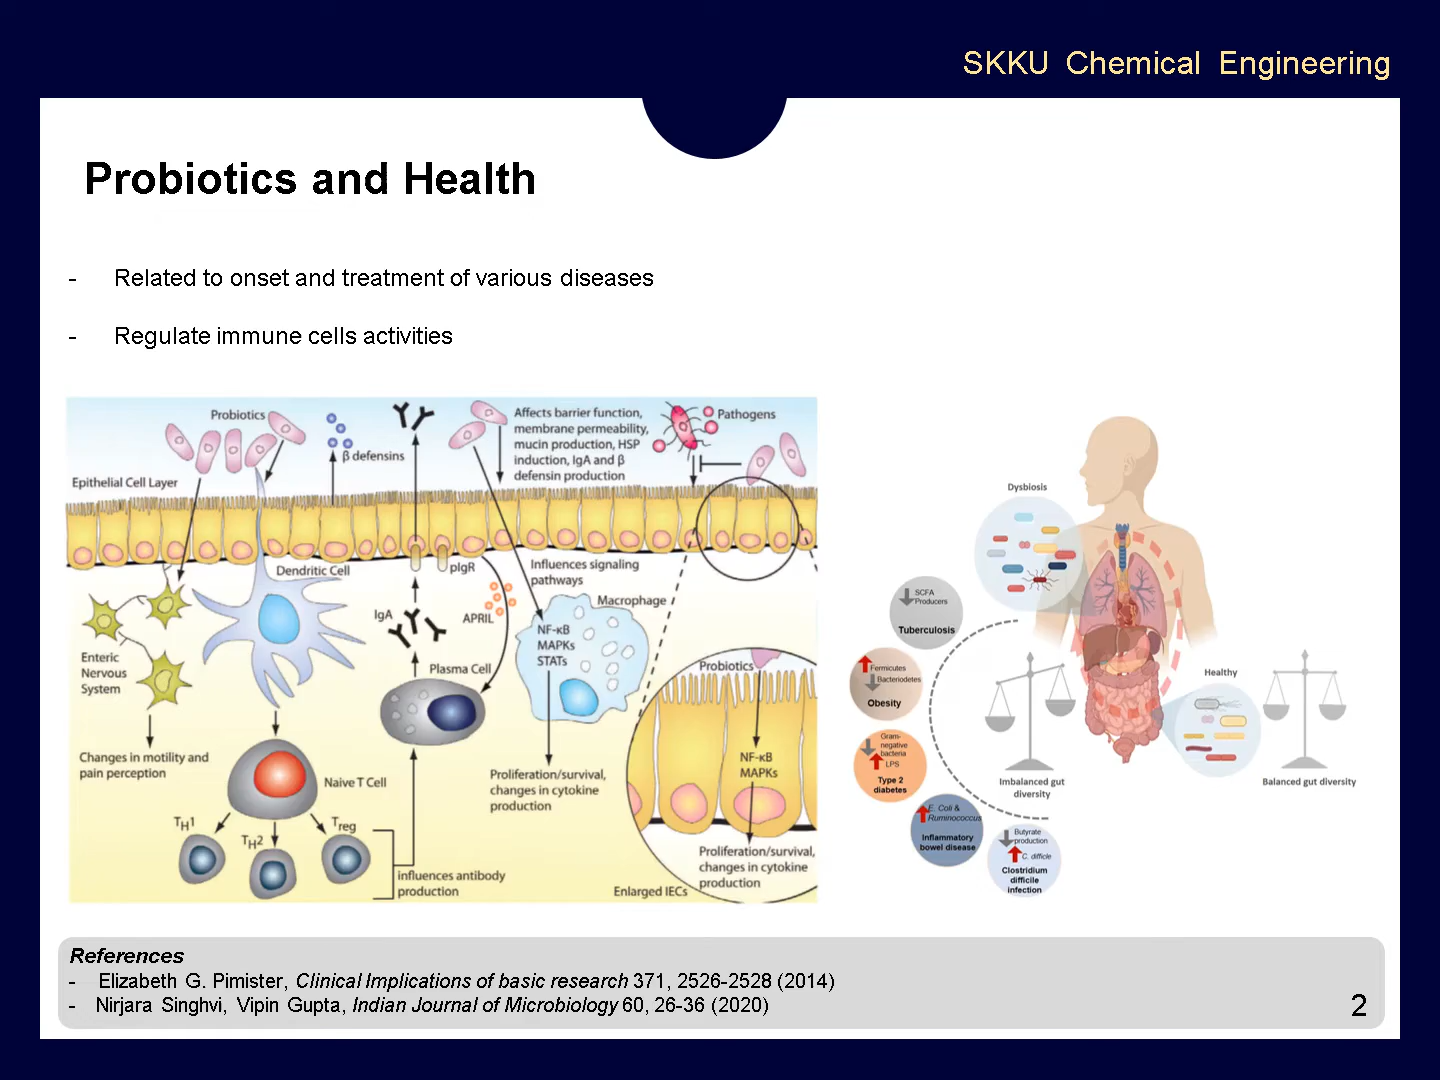 SKKU Chemical Engineering
Probiotics and Health
- Related to onset and treatment of various diseases
- Regulate immune cells activities
Probiotics
β defensins
Affects barrier function,
membrane permeability,
mucin production, HSP
induction, IgA and β
defensin production
Pathogens
Epithelial Cell Layer
Dendritic Cell
pIgR
Influences signaling
pathways
IgA
APRIL
Macrophage
NF-κB
MAPKs
STATs
Enteric
Nervous
System
Plasma Cell
Probiotics
Changes in motility and
pain perception
Naive T Cell
Proliferation/survival,
changes in cytokine
production
NF-κB
MAPKs
TH1
TH2
Treg
influences antibody
production
Proliferation/survival,
changes in cytokine
production
Enlarged IECs
Dysbiosis
SCFA
Producers
Tuberculosis
Fermicutes
Bacteriodetes
Obesity
Gram-
negative
bacteria
LPS
Type 2
diabetes
E. Coli &
Ruminococcus
Inflammatory
bowel disease
Butyrate
production
C. difficle
Clostridium
difficile
infection
Imbalanced gut
diversity
Healthy
Balanced gut diversity
References
- Elizabeth G. Pimister, Clinical Implications of basic research 371, 2526-2528 (2014)
- Nirjara Singhvi, Vipin Gupta, Indian Journal of Microbiology 60, 26-36 (2020)
2